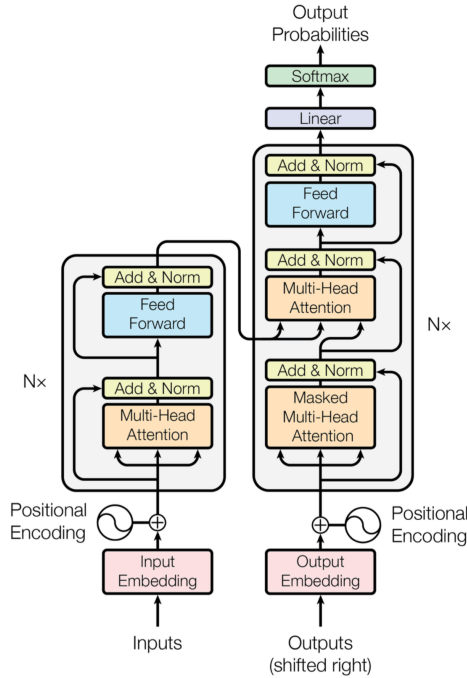 Output
Probabilities
Softmax
Linear
Add & Norm
Feed
Forward
Add & Norm
Multi-Head
Attention
Add & Norm
Masked
Multi-Head
Attention
Nx
Add & Norm
Feed
Forward
Add & Norm
Multi-Head
Attention
Nx
Positional
Encoding
Positional
Encoding
Input
Embedding
Output
Embedding
Inputs
Outputs
(shifted right)